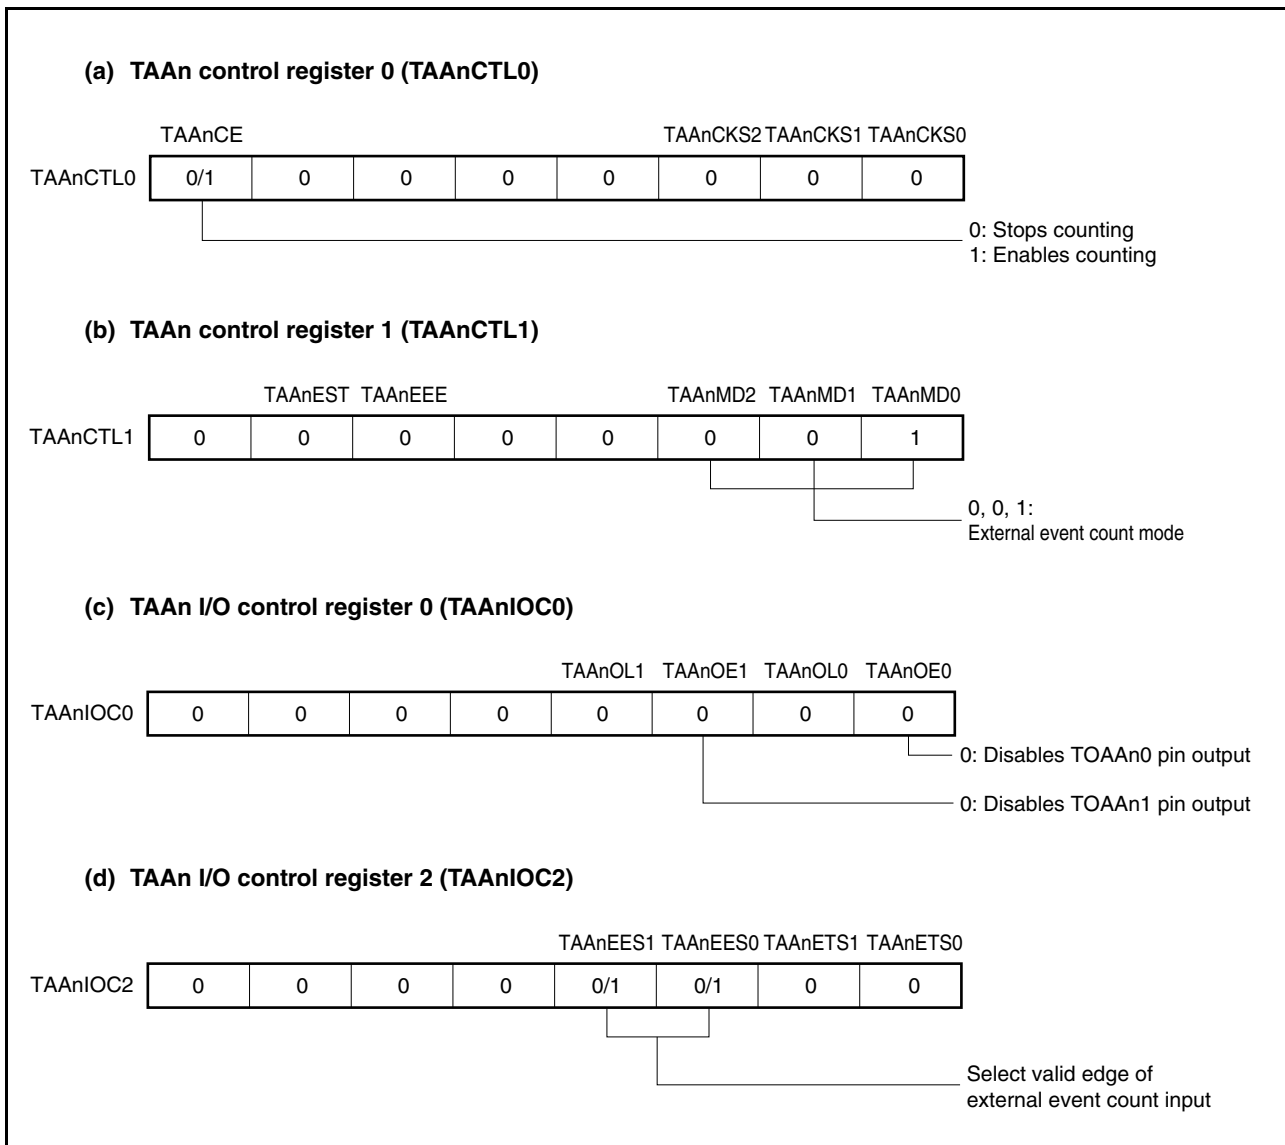 (a) TAAn control register 0 (TAAnCTL0)
TAAnCE TAAnCKS2 TAAnCKS1 TAAnCKS0
TAAnCTL0 0/1 0 0 0 0 0 0 0
0: Stops counting
1: Enables counting
(b) TAAn control register 1 (TAAnCTL1)
TAAnEST TAAnEEE TAAnMD2 TAAnMD1 TAAnMD0
TAAnCTL1 0 0 0 0 0 0 0 1
0, 0, 1:
External event count mode
(c) TAAn I/O control register 0 (TAAnIOC0)
TAAnOL1 TAAnOE1 TAAnOL0 TAAnOE0
TAAnIOC0 0 0 0 0 0 0 0 0
0: Disables TOAAn0 pin output
0: Disables TOAAn1 pin output
(d) TAAn I/O control register 2 (TAAnIOC2)
TAAnEES1 TAAnEES0 TAAnETS1 TAAnETS0
TAAnIOC2 0 0 0 0 0/1 0/1 0 0
Select valid edge of
external event count input